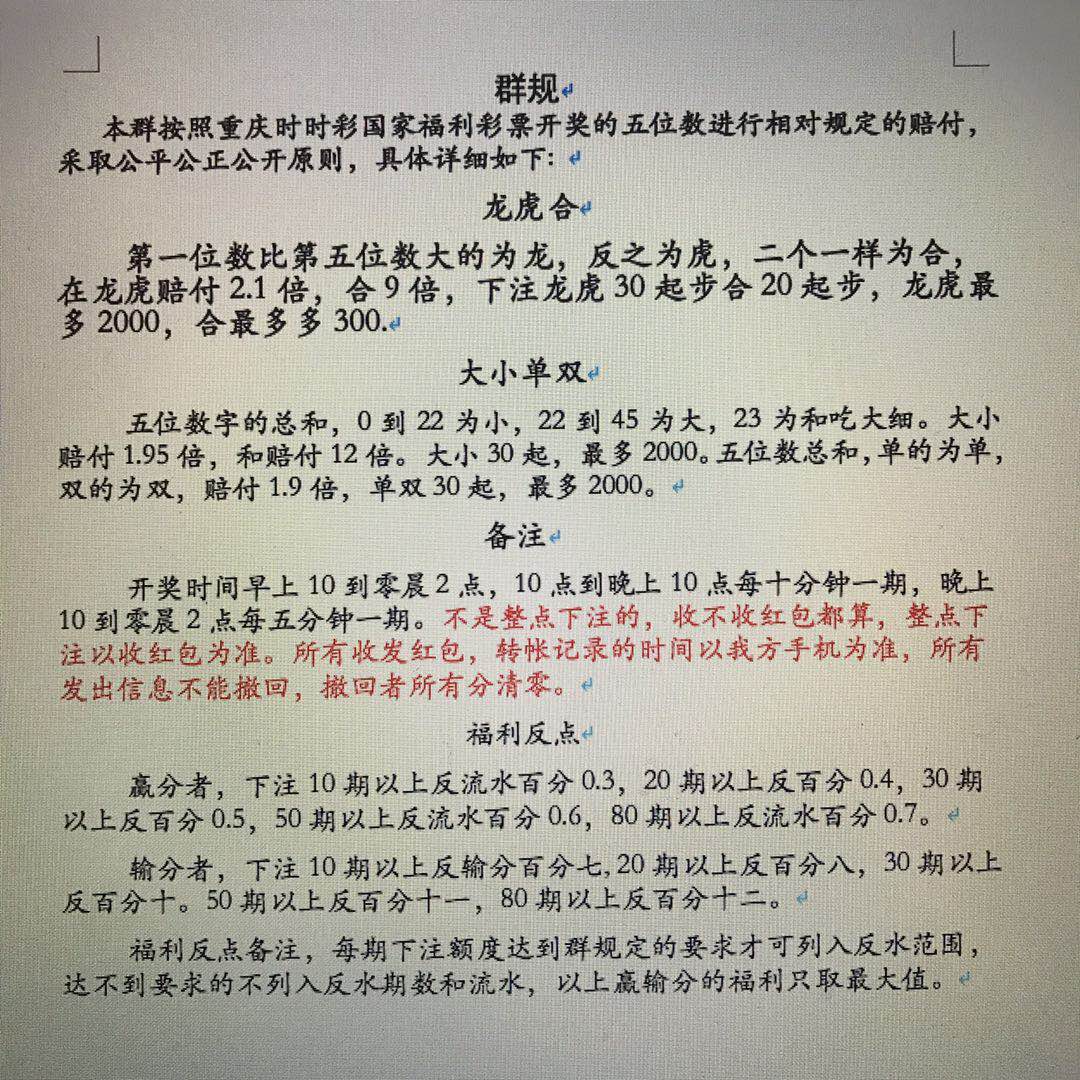 群规
本群按照重庆时时彩国家福利彩票开奖的五位数进行相对规定的赔付，
采取公平公正公开原则，具体详细如下：
龙虎合
第一位数比第五位数大的为龙，反之为虎，二个一样为合，
在龙虎赔付 2.1 倍，合 9 倍，下注龙虎 30 起步合 20 起步，龙虎最
多 2000，合最多多 300.
大小单双
五位数字的总和，0 到 22 为小，22 到 45 为大，23 为和吃大细。大小
赔付 1.95 倍，和赔付 12 倍。大小 30 起，最多 2000。五位数总和，单的为单，
双的为双，赔付 1.9 倍，单双 30 起，最多 2000。
备注
开奖时间早上 10 到零晨 2 点，10 点到晚上 10 点每十分钟一期，晚上
10 到零晨 2 点每五分钟一期。不是整点下注的，收不收红包都算，整点下
注以收红包为准。所有收发红包，转帐记录的时间以我方手机为准，所有
发出信息不能撤回，撤回者所有分清零。
福利反点
赢分者，下注 10 期以上反流水百分 0.3，20 期以上反百分 0.4，30 期
以上反百分 0.5，50 期以上反流水百分 0.6，80 期以上反流水百分 0.7。
输分者，下注 10 期以上反输分百分七,20 期以上反百分八，30 期以上
反百分十。50 期以上反百分十一，80 期以上反百分十二。
福利反点备注，每期下注额度达到群规定的要求才可列入反水范围，
达不到要求的不列入反水期数和流水，以上赢输分的福利只取最大值。